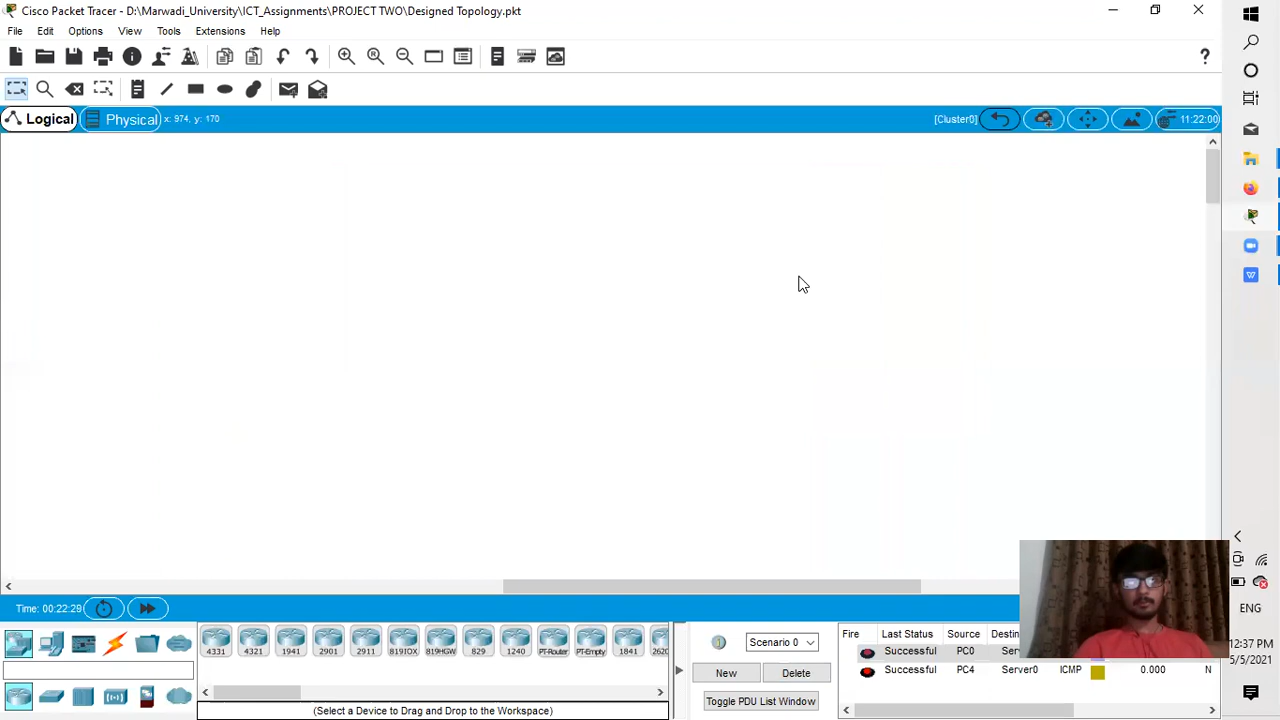 Cisco Packet Tracer - D:\Marwadi_University\ICT_Assignments\PROJECT TWO\Designed Topology.pkt
File Edit Options View Tools Extensions Help
?
Logical Physical x: 974, y: 170 [Cluster0] 11:22:00
Time: 00:22:29
4331 4321 1941 2901 2911 819IOX 819HGW 829 1240 PT-Router PT-Empty 1841 2620
(Select a Device to Drag and Drop to the Workspace)
Scenario 0
New Delete
Toggle PDU List Window
Fire Last Status Source Destin
Successful PC0 Ser
Successful PC4 Server0 ICMP 0.000 N
ENG
12:37 PM
5/5/2021